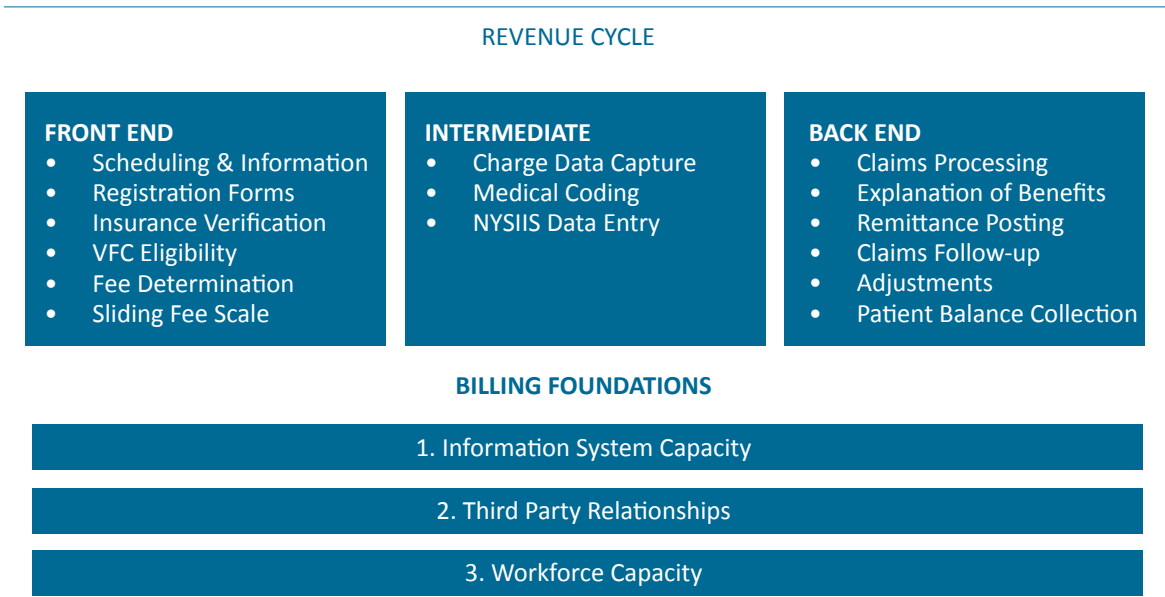 REVENUE CYCLE
FRONT END
• Scheduling & Information
• Registration Forms
• Insurance Verification
• VFC Eligibility
• Fee Determination
• Sliding Fee Scale
INTERMEDIATE
• Charge Data Capture
• Medical Coding
• NYSIIS Data Entry
BACK END
• Claims Processing
• Explanation of Benefits
• Remittance Posting
• Claims Follow-up
• Adjustments
• Patient Balance Collection
BILLING FOUNDATIONS
1. Information System Capacity
2. Third Party Relationships
3. Workforce Capacity